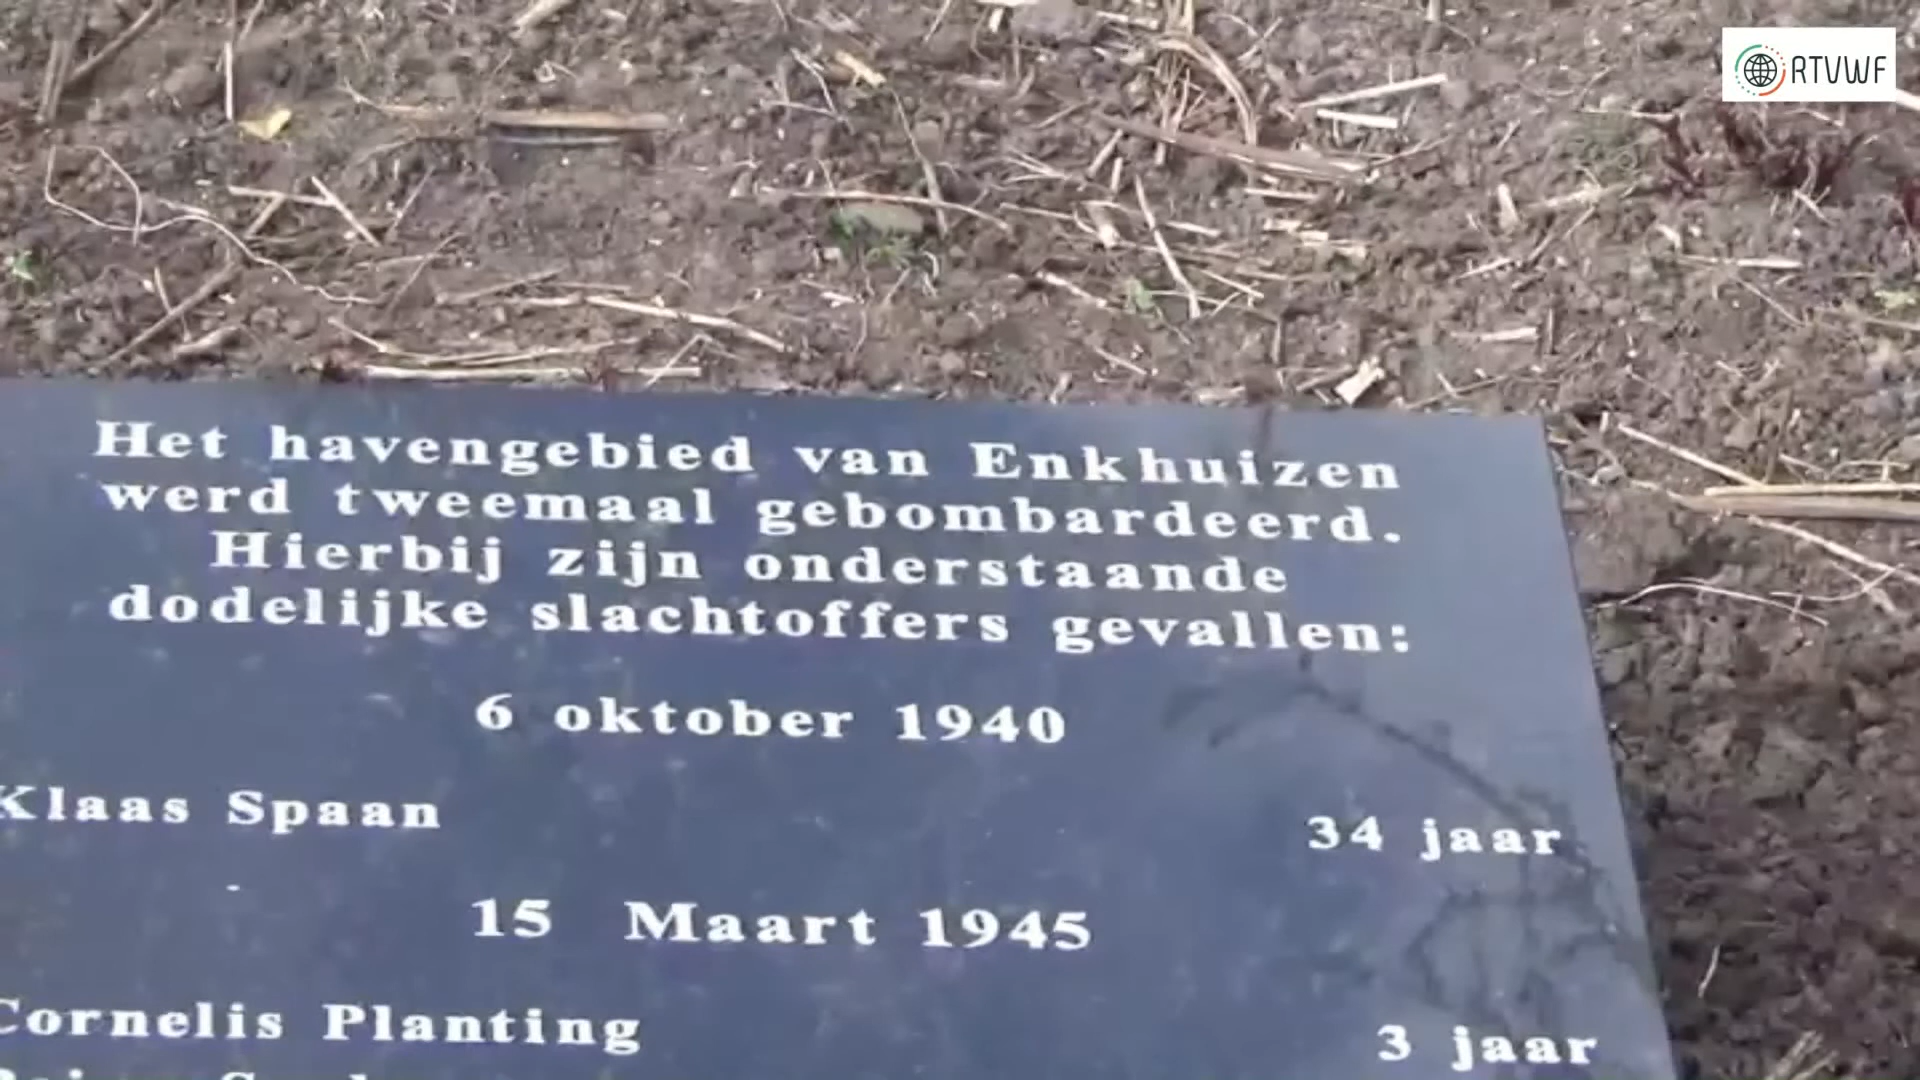 RTVWF
Het havengebied van Enkhuizen
werd tweemaal gebombardeerd.
Hierbij zijn onderstaande
dodelijke slachtoffers gevallen:
6 oktober 1940
Klaas Spaan 34 jaar
15 Maart 1945
Cornelis Planting 3 jaar